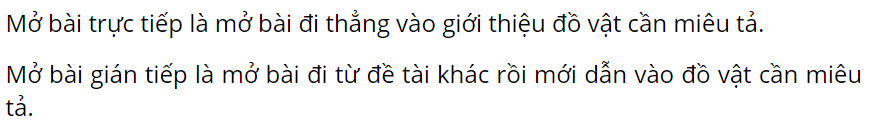 Mở bài trực tiếp là mở bài đi thẳng vào giới thiệu đồ vật cần miêu tả.
Mở bài gián tiếp là mở bài đi từ đề tài khác rồi mới dẫn vào đồ vật cần miêu
tả.